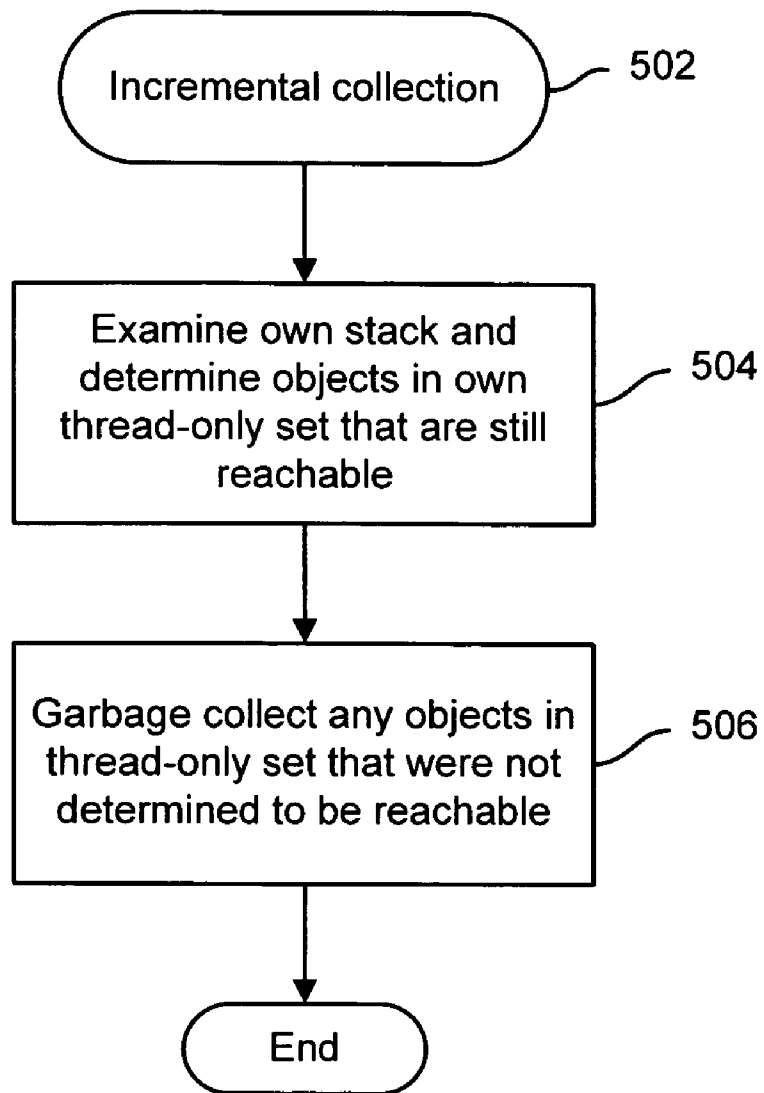 Incremental collection
502
Examine own stack and
determine objects in own
thread-only set that are still
reachable
504
Garbage collect any objects in
thread-only set that were not
determined to be reachable
506
End